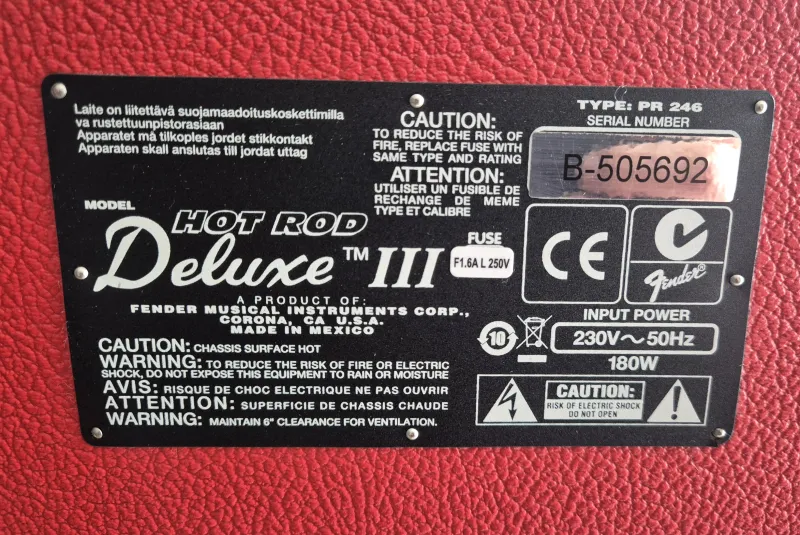 Laite on liitettävä suojamaadoituskoskettimilla
va rustettuunpistorasiaan
Apparatet må tilkoples jordet stikkontakt
Apparaten skall anslutas till jordat uttag
CAUTION:
TO REDUCE THE RISK OF
FIRE, REPLACE FUSE WITH
SAME TYPE AND RATING
ATTENTION:
UTILISER UN FUSIBLE DE
RECHANGE DE MEME
TYPE ET CALIBRE
TYPE: PR 246
SERIAL NUMBER
B-505692
MODEL
HOT ROD
Deluxe ™ III
FUSE
F1.6A L 250V
CE
Fender®
A PRODUCT OF:
FENDER MUSICAL INSTRUMENTS CORP.,
CORONA, CA U.S.A.
MADE IN MEXICO
10
INPUT POWER
230V～50Hz
180W
CAUTION: CHASSIS SURFACE HOT
WARNING: TO REDUCE THE RISK OF FIRE OR ELECTRIC
SHOCK, DO NOT EXPOSE THIS EQUIPMENT TO RAIN OR MOISTURE
AVIS: RISQUE DE CHOC ELECTRIQUE NE PAS OUVRIR
ATTENTION: SUPERFICIE DE CHASSIS CHAUDE
WARNING: MAINTAIN 6" CLEARANCE FOR VENTILATION.
CAUTION:
RISK OF ELECTRIC SHOCK
DO NOT OPEN